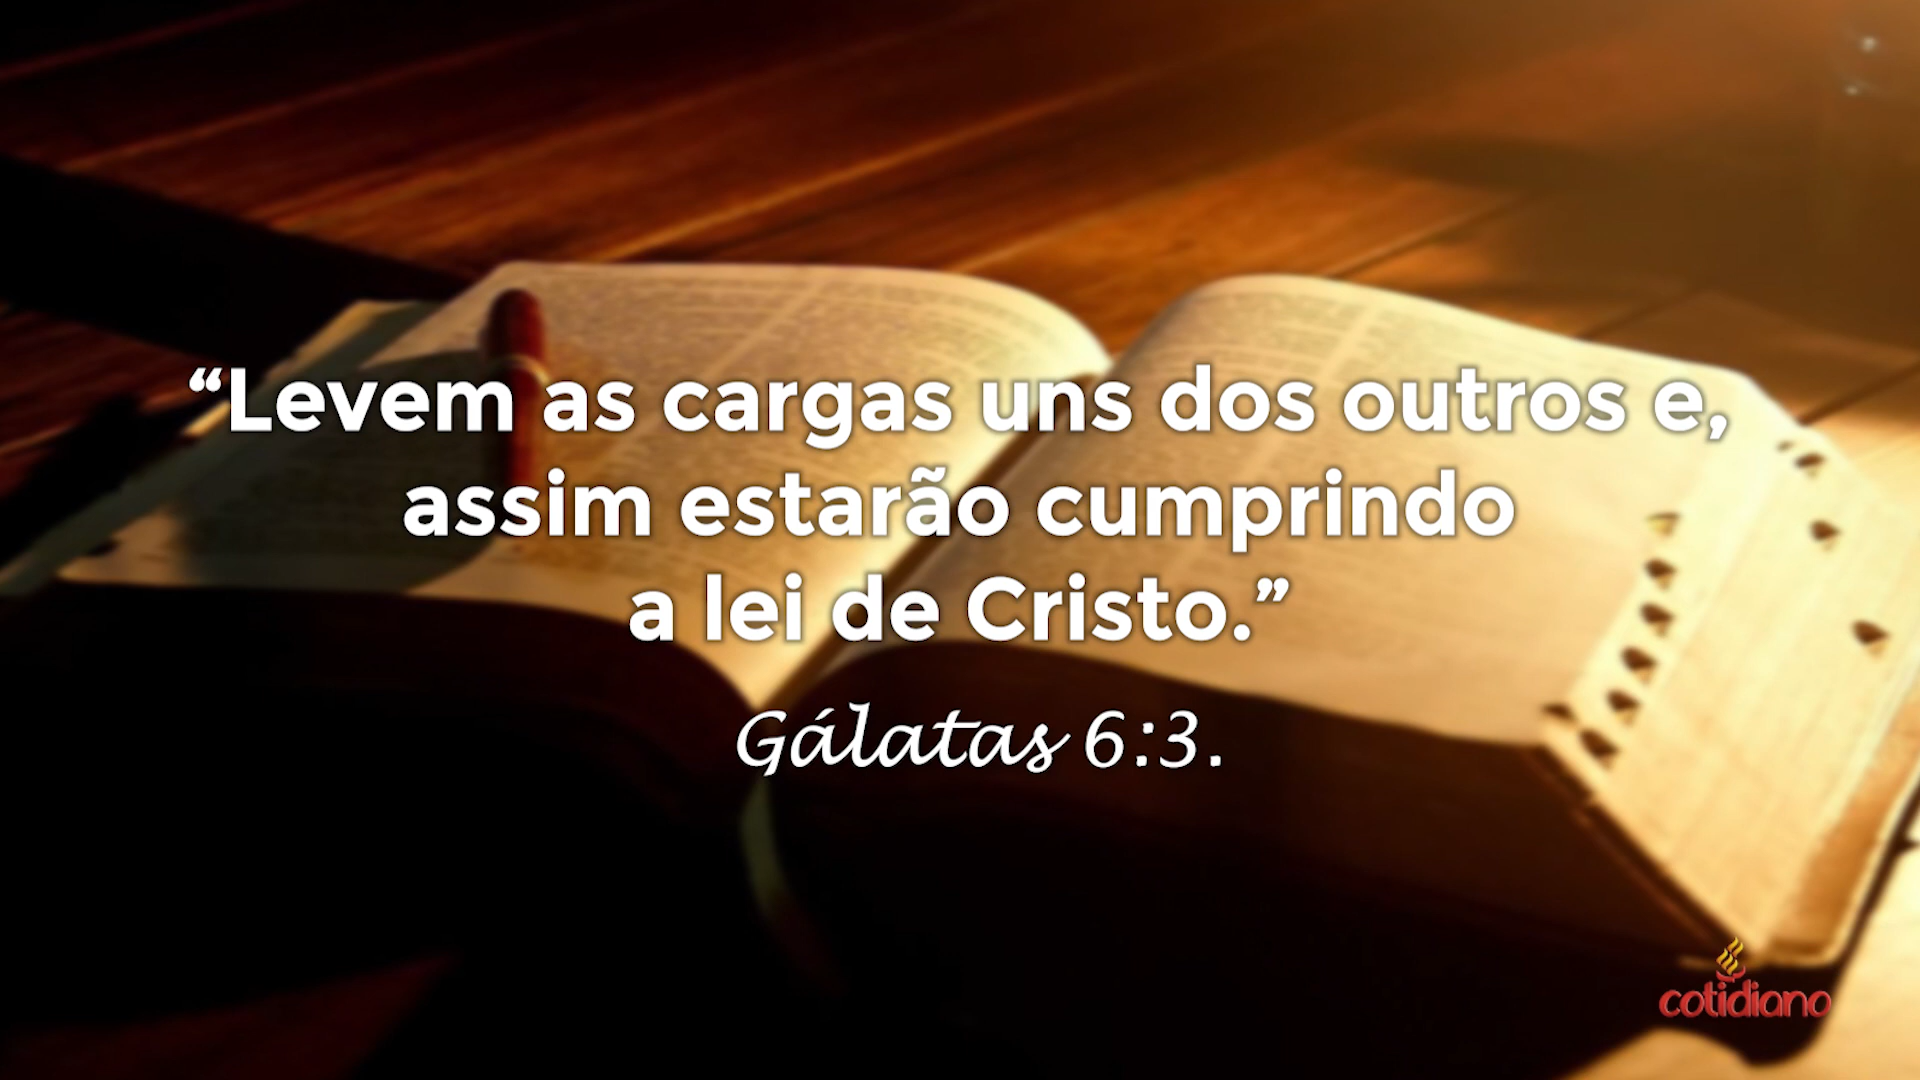 “Levem as cargas uns dos outros e,
assim estarão cumprindo
a lei de Cristo.”
Gálatas 6:3.
cotidiano